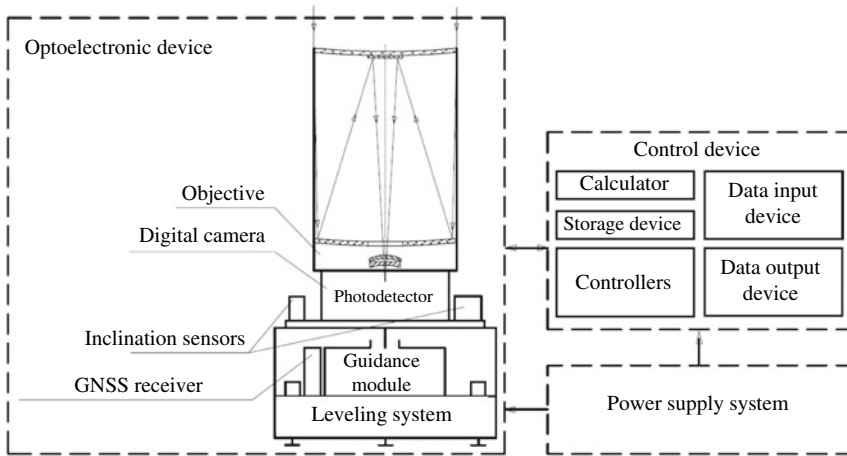 Optoelectronic device
Objective
Digital camera
Photodetector
Inclination sensors
GNSS receiver
Guidance
module
Leveling system
Control device
Calculator
Storage device
Controllers
Data input
device
Data output
device
Power supply system